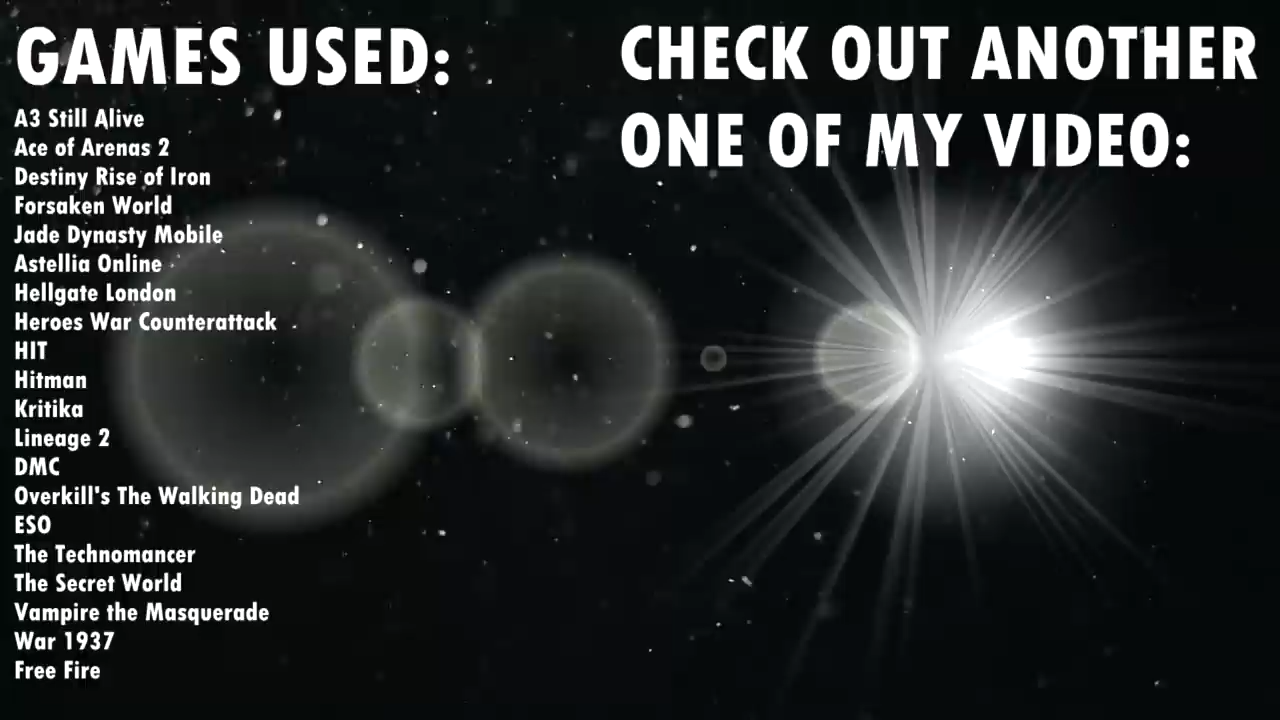 GAMES USED:
A3 Still Alive
Ace of Arenas 2
Destiny Rise of Iron
Forsaken World
Jade Dynasty Mobile
Astellia Online
Hellgate London
Heroes War Counterattack
HIT
Hitman
Kritika
Lineage 2
DMC
Overkill's The Walking Dead
ESO
The Technomancer
The Secret World
Vampire the Masquerade
War 1937
Free Fire
CHECK OUT ANOTHER
ONE OF MY VIDEO: